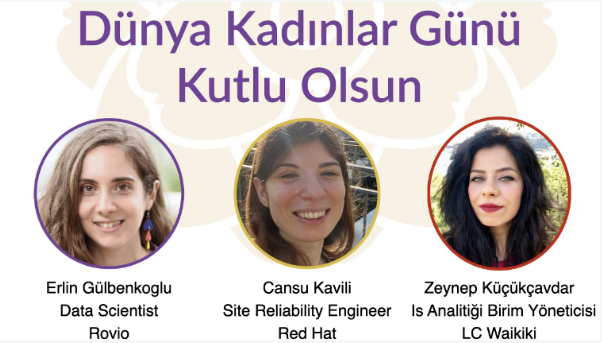 Dünya Kadınlar Günü
Kutlu Olsun
Erlin Gülbenkoglu
Data Scientist
Rovio
Cansu Kavili
Site Reliability Engineer
Red Hat
Zeynep Küçükçavdar
Is Analitiği Birim Yöneticisi
LC Waikiki